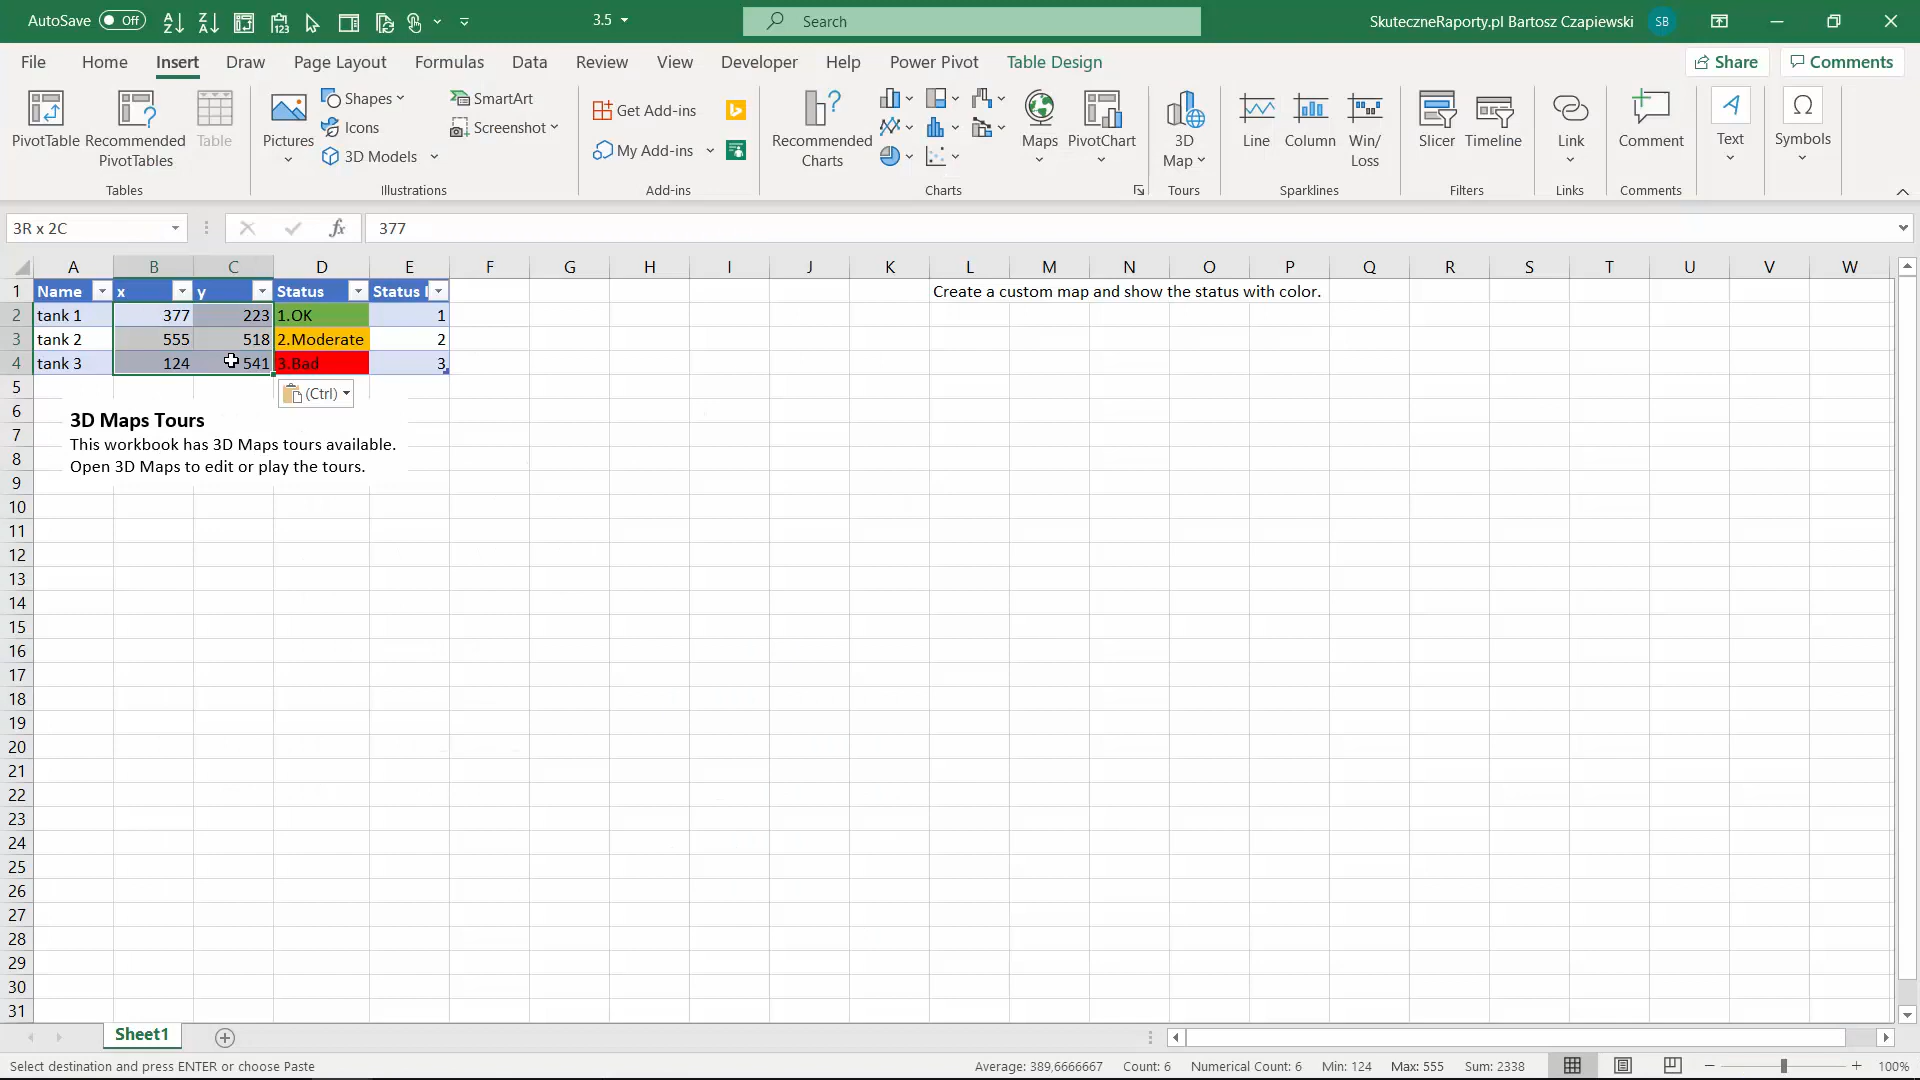 AutoSave Off 3.5 Search SkuteczneRaporty.pl Bartosz Czapiewski SB
File Home Insert Draw Page Layout Formulas Data Review View Developer Help Power Pivot Table Design Share Comments
PivotTable Recommended PivotTables Table
Tables
Pictures Shapes Icons 3D Models SmartArt Screenshot
Illustrations
Get Add-ins My Add-ins
Add-ins
Recommended Charts Maps PivotChart
Charts
3D Map
Tours
Line Column Win/Loss
Sparklines
Slicer Timeline
Filters
Link
Links
Comment
Comments
Text
Symbols
3R x 2C fx 377
A B C D E F G H I J K L M N O P Q R S T U V W
1 Name x y Status Status Create a custom map and show the status with color.
2 tank 1 377 223 1.OK 1
3 tank 2 555 518 2.Moderate 2
4 tank 3 124 541 3.Bad 3
5 (Ctrl)
6 3D Maps Tours
7 This workbook has 3D Maps tours available.
8 Open 3D Maps to edit or play the tours.
9
10
11
12
13
14
15
16
17
18
19
20
21
22
23
24
25
26
27
28
29
30
31
Sheet1
Select destination and press ENTER or choose Paste Average: 389,6666667 Count: 6 Numerical Count: 6 Min: 124 Max: 555 Sum: 2338 100%